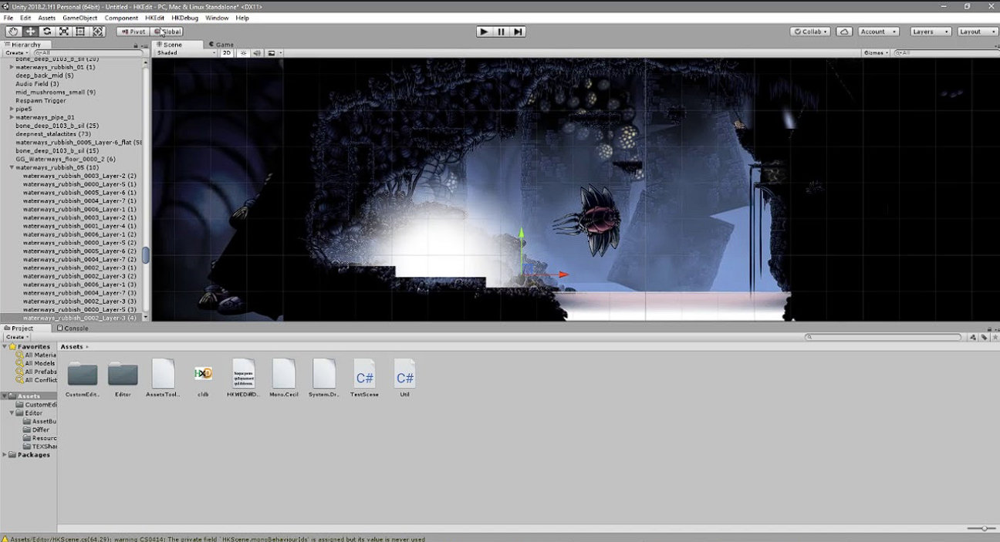 Unity 2018.2.1f1 Personal (64bit) - Untitled - HKEdit - PC, Mac & Linux Standalone* <DX11>
File Edit Assets GameObject Component HKEdit HKDebug Window Help
Pivot Global Collab Account Layers Layout
Hierarchy Scene Game
Create All Shaded 2D Gizmos All
bone_deep_0103_b_sil (20)
waterways_rubbish_01 (1)
deep_back_mid (5)
Audio Field (3)
mid_mushrooms_small (9)
Respawn Trigger
pipe5
waterways_pipe_01
bone_deep_0103_b_sil (25)
deepnest_stalactites (73)
waterways_rubbish_0005_Layer-6_flat (58
bone_deep_0103_b_sil (15)
GG_Waterways_floor_0000_2 (6)
waterways_rubbish_05 (10)
waterways_rubbish_0003_Layer-2 (2)
waterways_rubbish_0000_Layer-5 (1)
waterways_rubbish_0005_Layer-6 (1)
waterways_rubbish_0004_Layer-7 (1)
waterways_rubbish_0006_Layer-1 (1)
waterways_rubbish_0003_Layer-2 (1)
waterways_rubbish_0001_Layer-4 (1)
waterways_rubbish_0006_Layer-1 (2)
waterways_rubbish_0000_Layer-5 (2)
waterways_rubbish_0005_Layer-6 (2)
waterways_rubbish_0004_Layer-7 (2)
waterways_rubbish_0002_Layer-3 (1)
waterways_rubbish_0002_Layer-3 (2)
waterways_rubbish_0006_Layer-1 (3)
waterways_rubbish_0004_Layer-7 (3)
waterways_rubbish_0002_Layer-3 (3)
waterways_rubbish_0000_Layer-5 (3)
waterways_rubbish_0002_Layer-3 (4)
Project Console
Create
Favorites
All Materia
All Models
All Prefabs
All Conflict
Assets
CustomEdi
Editor
AssetBu
Differ
Resourc
TEXShar
Packages
Assets
CustomEdit.. Editor AssetsTool... cldb HKWEDiffD... Mono.Cecil System.Dr... TestScene Util
C# C#
Assets/Editor/HKScene.cs(64,29): warning CS0414: The private field `HKScene.monoBehaviourIds' is assigned but its value is never used